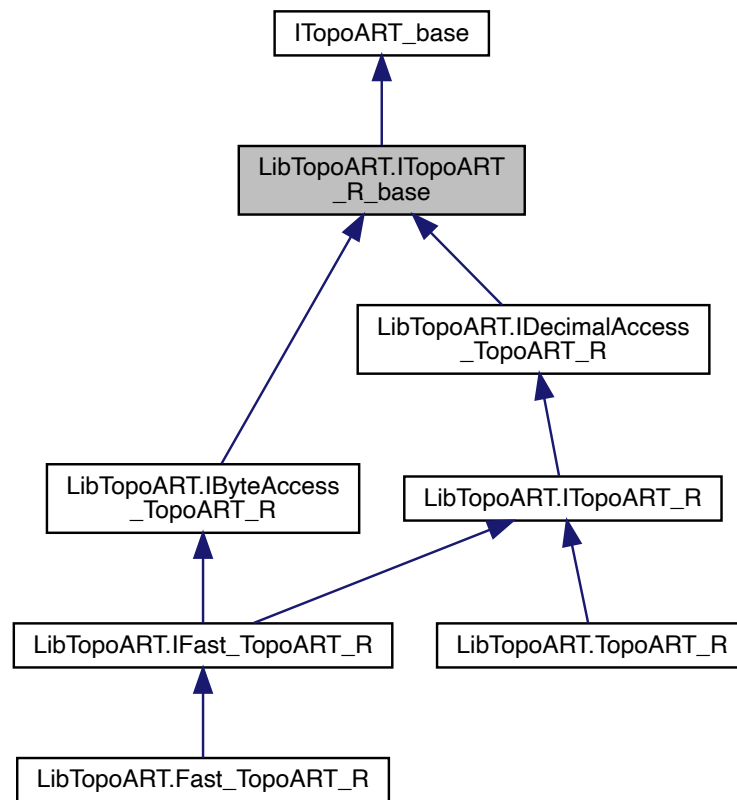 ITopoART_base
LibTopoART.ITopoART
_R_base
LibTopoART.IDecimalAccess
_TopoART_R
LibTopoART.IByteAccess
_TopoART_R
LibTopoART.ITopoART_R
LibTopoART.IFast_TopoART_R
LibTopoART.TopoART_R
LibTopoART.Fast_TopoART_R